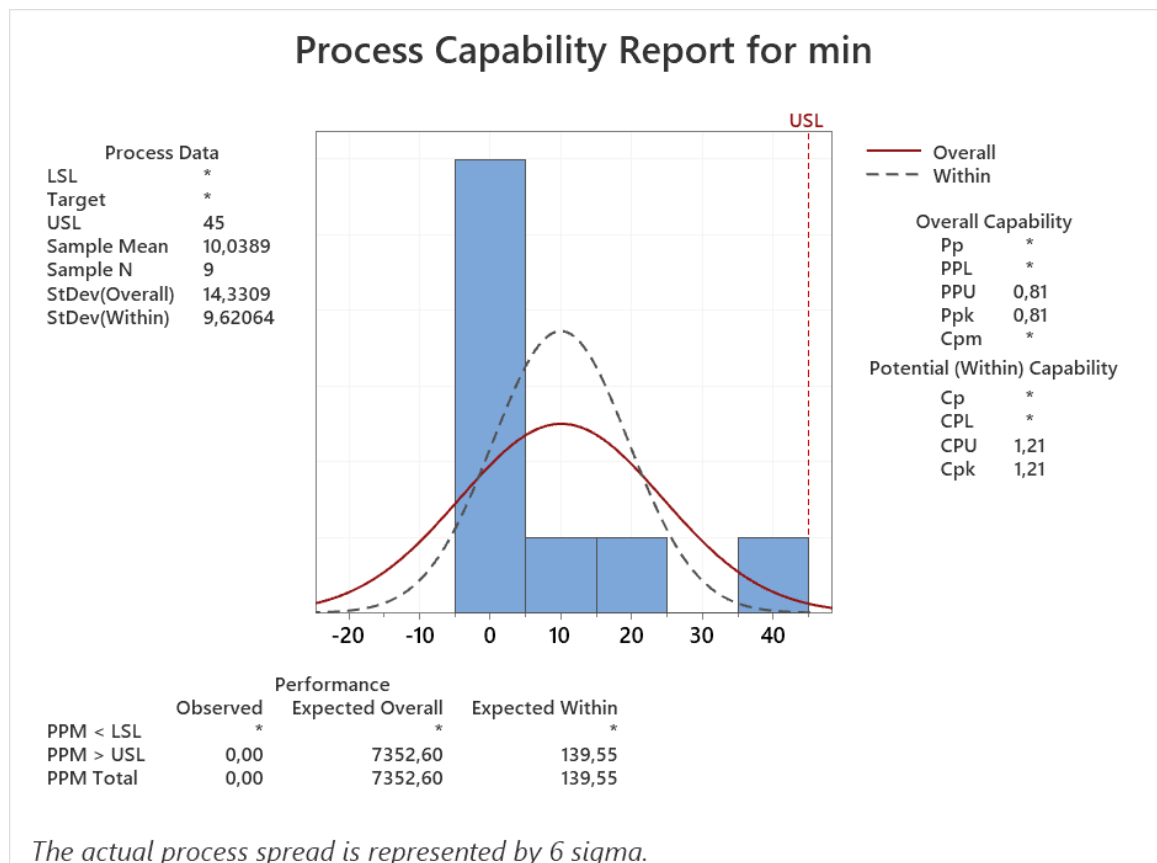 Process Capability Report for min
USL
Process Data
LSL *
Target *
USL 45
Sample Mean 10,0389
Sample N 9
StDev(Overall) 14,3309
StDev(Within) 9,62064
Overall
Within
Overall Capability
Pp *
PPL *
PPU 0,81
Ppk 0,81
Cpm *
Potential (Within) Capability
Cp *
CPL *
CPU 1,21
Cpk 1,21
-20 -10 0 10 20 30 40
Performance
Observed Expected Overall Expected Within
PPM < LSL * * *
PPM > USL 0,00 7352,60 139,55
PPM Total 0,00 7352,60 139,55
The actual process spread is represented by 6 sigma.